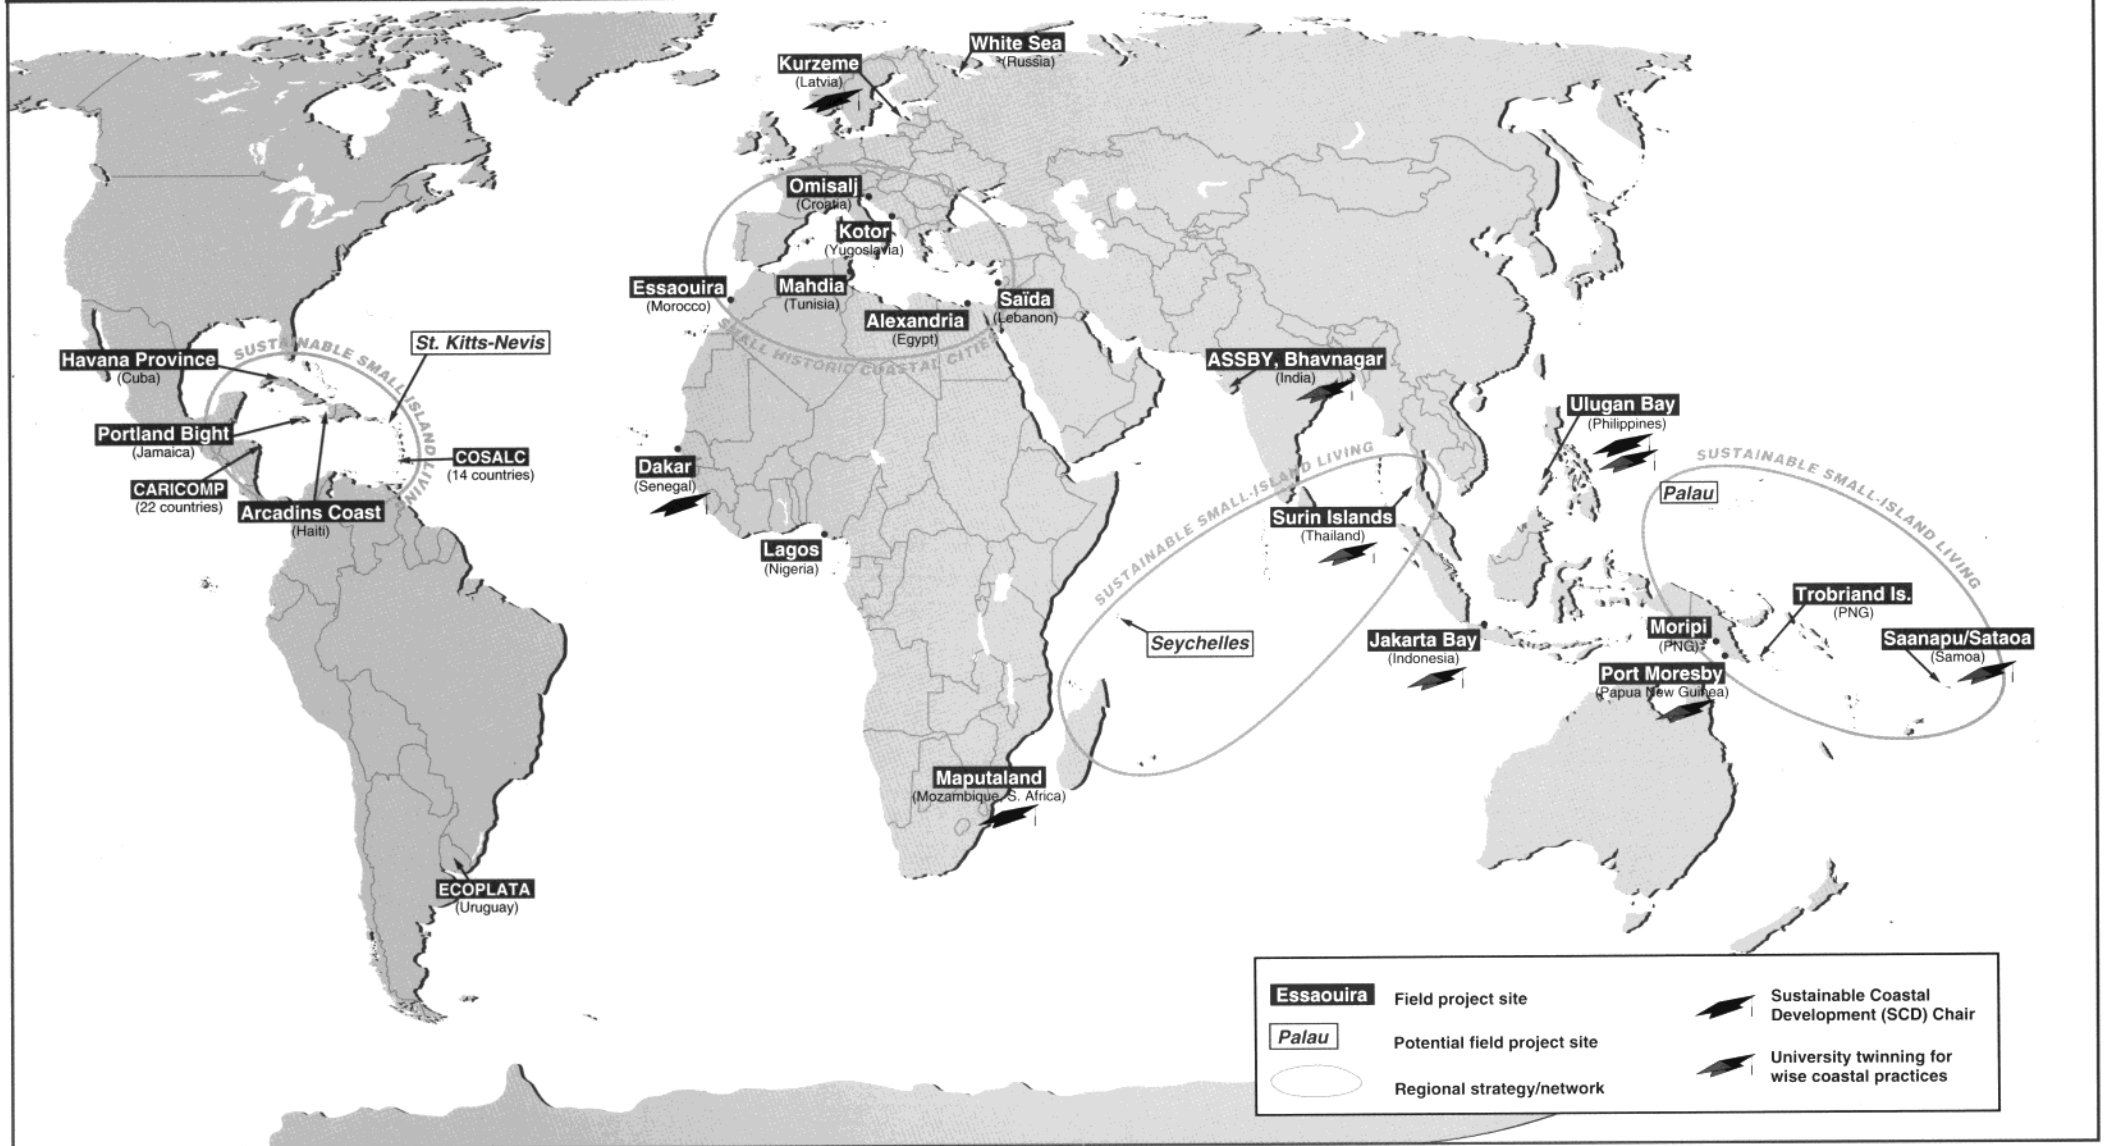 White Sea
(Russia)
Kurzeme
(Latvia)
Omisalj
(Croatia)
Kotor
(Yugoslavia)
Essaouira
(Morocco)
Mahdia
(Tunisia)
Saïda
(Lebanon)
Alexandria
(Egypt)
SMALL HISTORIC COASTAL CITIES
St. Kitts-Nevis
SUSTAINABLE SMALL-ISLAND LIVING
Havana Province
(Cuba)
Portland Bight
(Jamaica)
CARICOMP
(22 countries)
Arcadins Coast
(Haiti)
COSALC
(14 countries)
ECOPLATA
(Uruguay)
Dakar
(Senegal)
Lagos
(Nigeria)
Maputaland
(Mozambique, S. Africa)
ASSBY, Bhavnagar
(India)
SUSTAINABLE SMALL-ISLAND LIVING
Surin Islands
(Thailand)
Seychelles
Ulugan Bay
(Philippines)
Jakarta Bay
(Indonesia)
SUSTAINABLE SMALL-ISLAND LIVING
Palau
Trobriand Is.
(PNG)
Moripi
(PNG)
Port Moresby
(Papua New Guinea)
Saanapu/Sataoa
(Samoa)
Essaouira
Field project site
Palau
Potential field project site
Regional strategy/network
Sustainable Coastal
Development (SCD) Chair
University twinning for
wise coastal practices